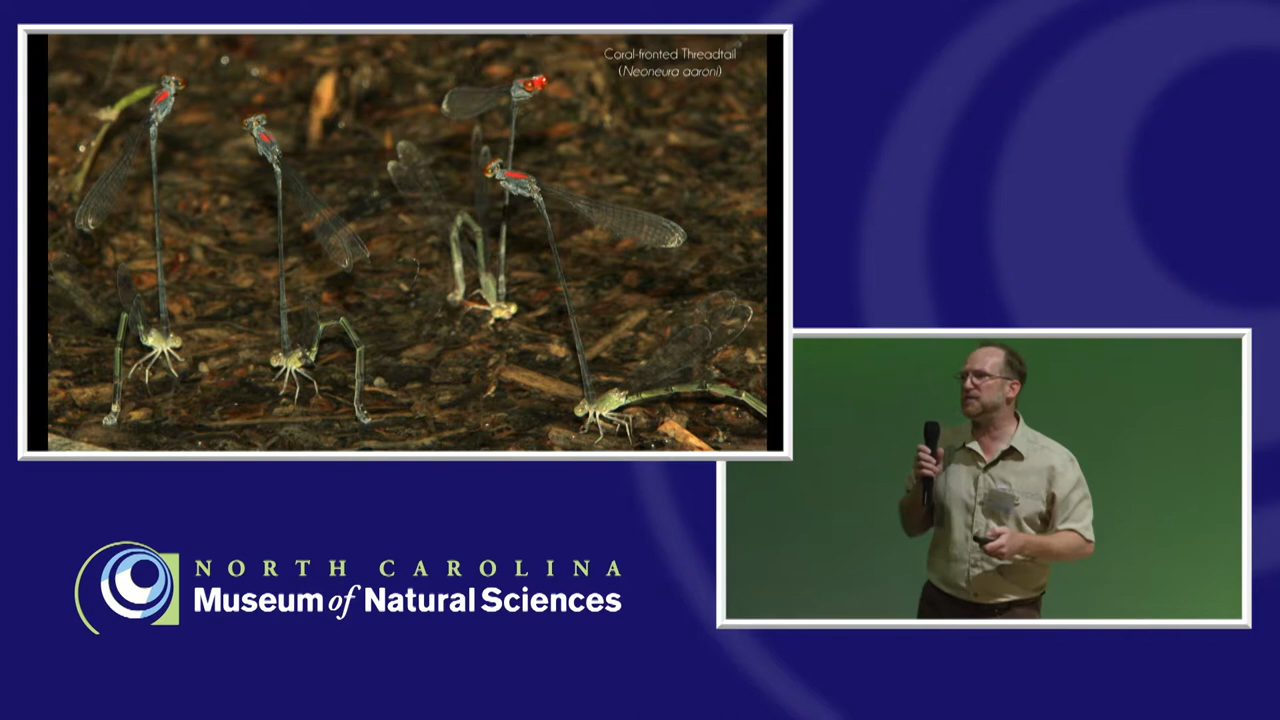 Coral-fronted Threadtail
(Neoneura aaroni)
NORTH CAROLINA
Museum of Natural Sciences